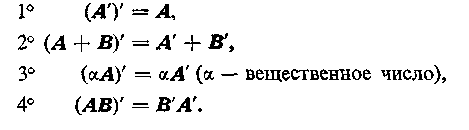 1° (A′)′ = A,
2° (A + B)′ = A′ + B′,
3° (αA)′ = αA′ (α — вещественное число),
4° (AB)′ = B′A′.